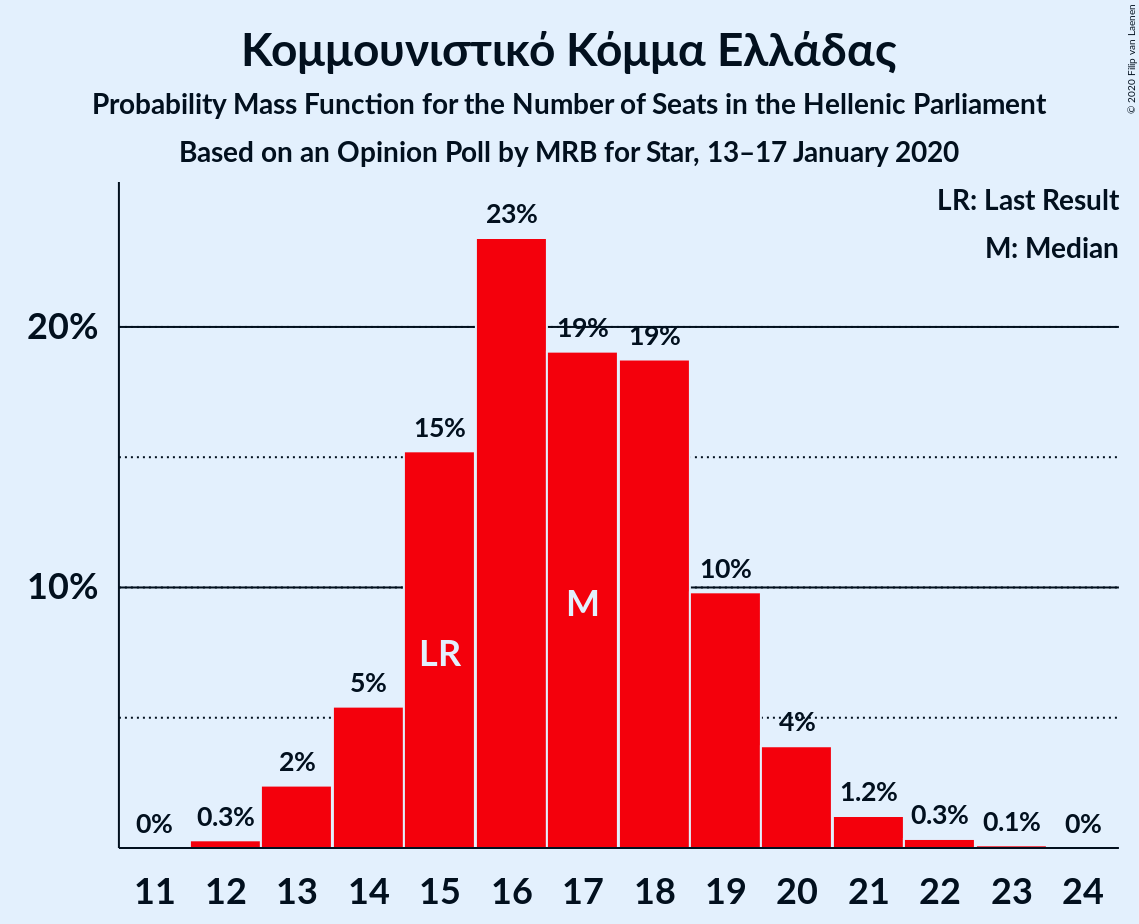 Κομμουνιστικό Κόμμα Ελλάδας
Probability Mass Function for the Number of Seats in the Hellenic Parliament
Based on an Opinion Poll by MRB for Star, 13–17 January 2020
© 2020 Filip van Laenen
LR: Last Result
M: Median
20%
10%
0%
0.3%
2%
5%
15%
23%
19%
19%
10%
4%
1.2%
0.3%
0.1%
0%
LR
M
11 12 13 14 15 16 17 18 19 20 21 22 23 24